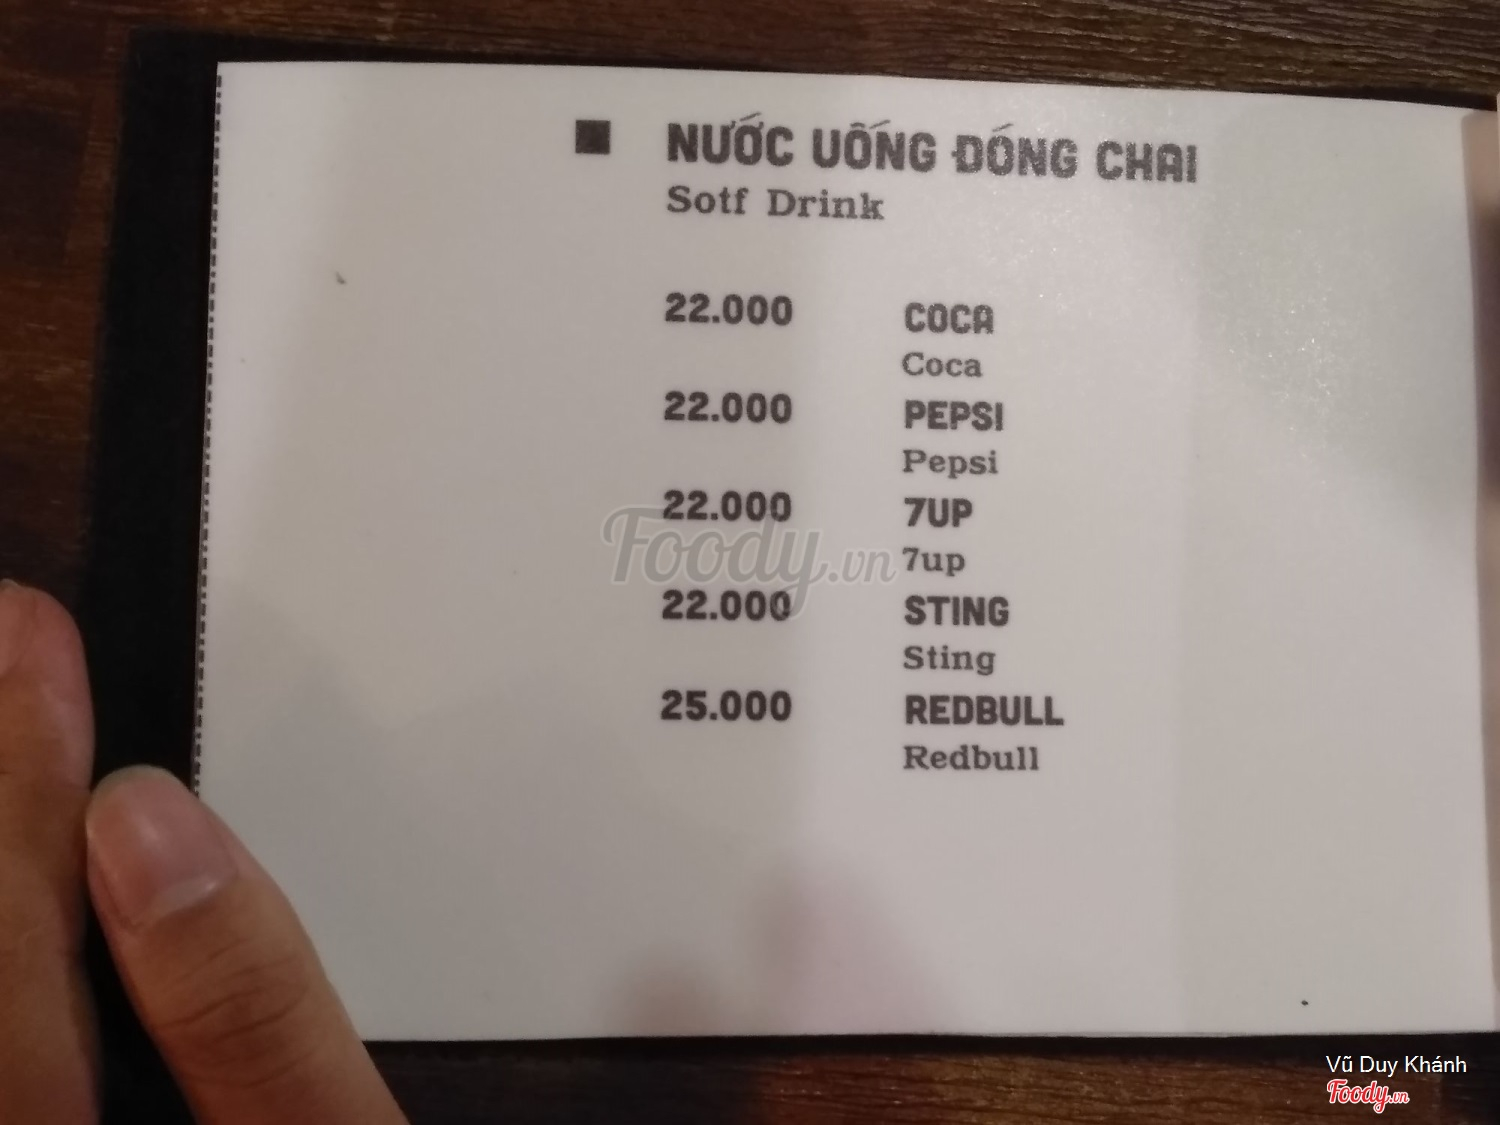 NƯỚC UỐNG ĐÓNG CHAI
Sotf Drink
22.000 COCA
Coca
22.000 PEPSI
Pepsi
22.000 7UP
7up
22.000 STING
Sting
25.000 REDBULL
Redbull
Foody.vn
Vũ Duy Khánh
Foody.vn